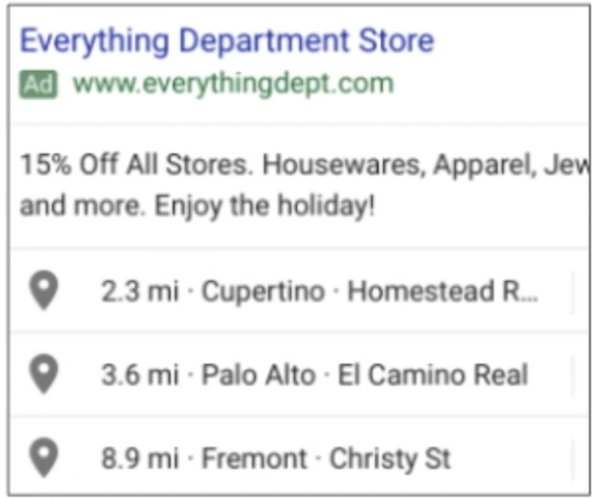 Everything Department Store
Ad www.everythingdept.com
15% Off All Stores. Housewares, Apparel, Jew
and more. Enjoy the holiday!
2.3 mi · Cupertino · Homestead R...
3.6 mi · Palo Alto · El Camino Real
8.9 mi · Fremont · Christy St